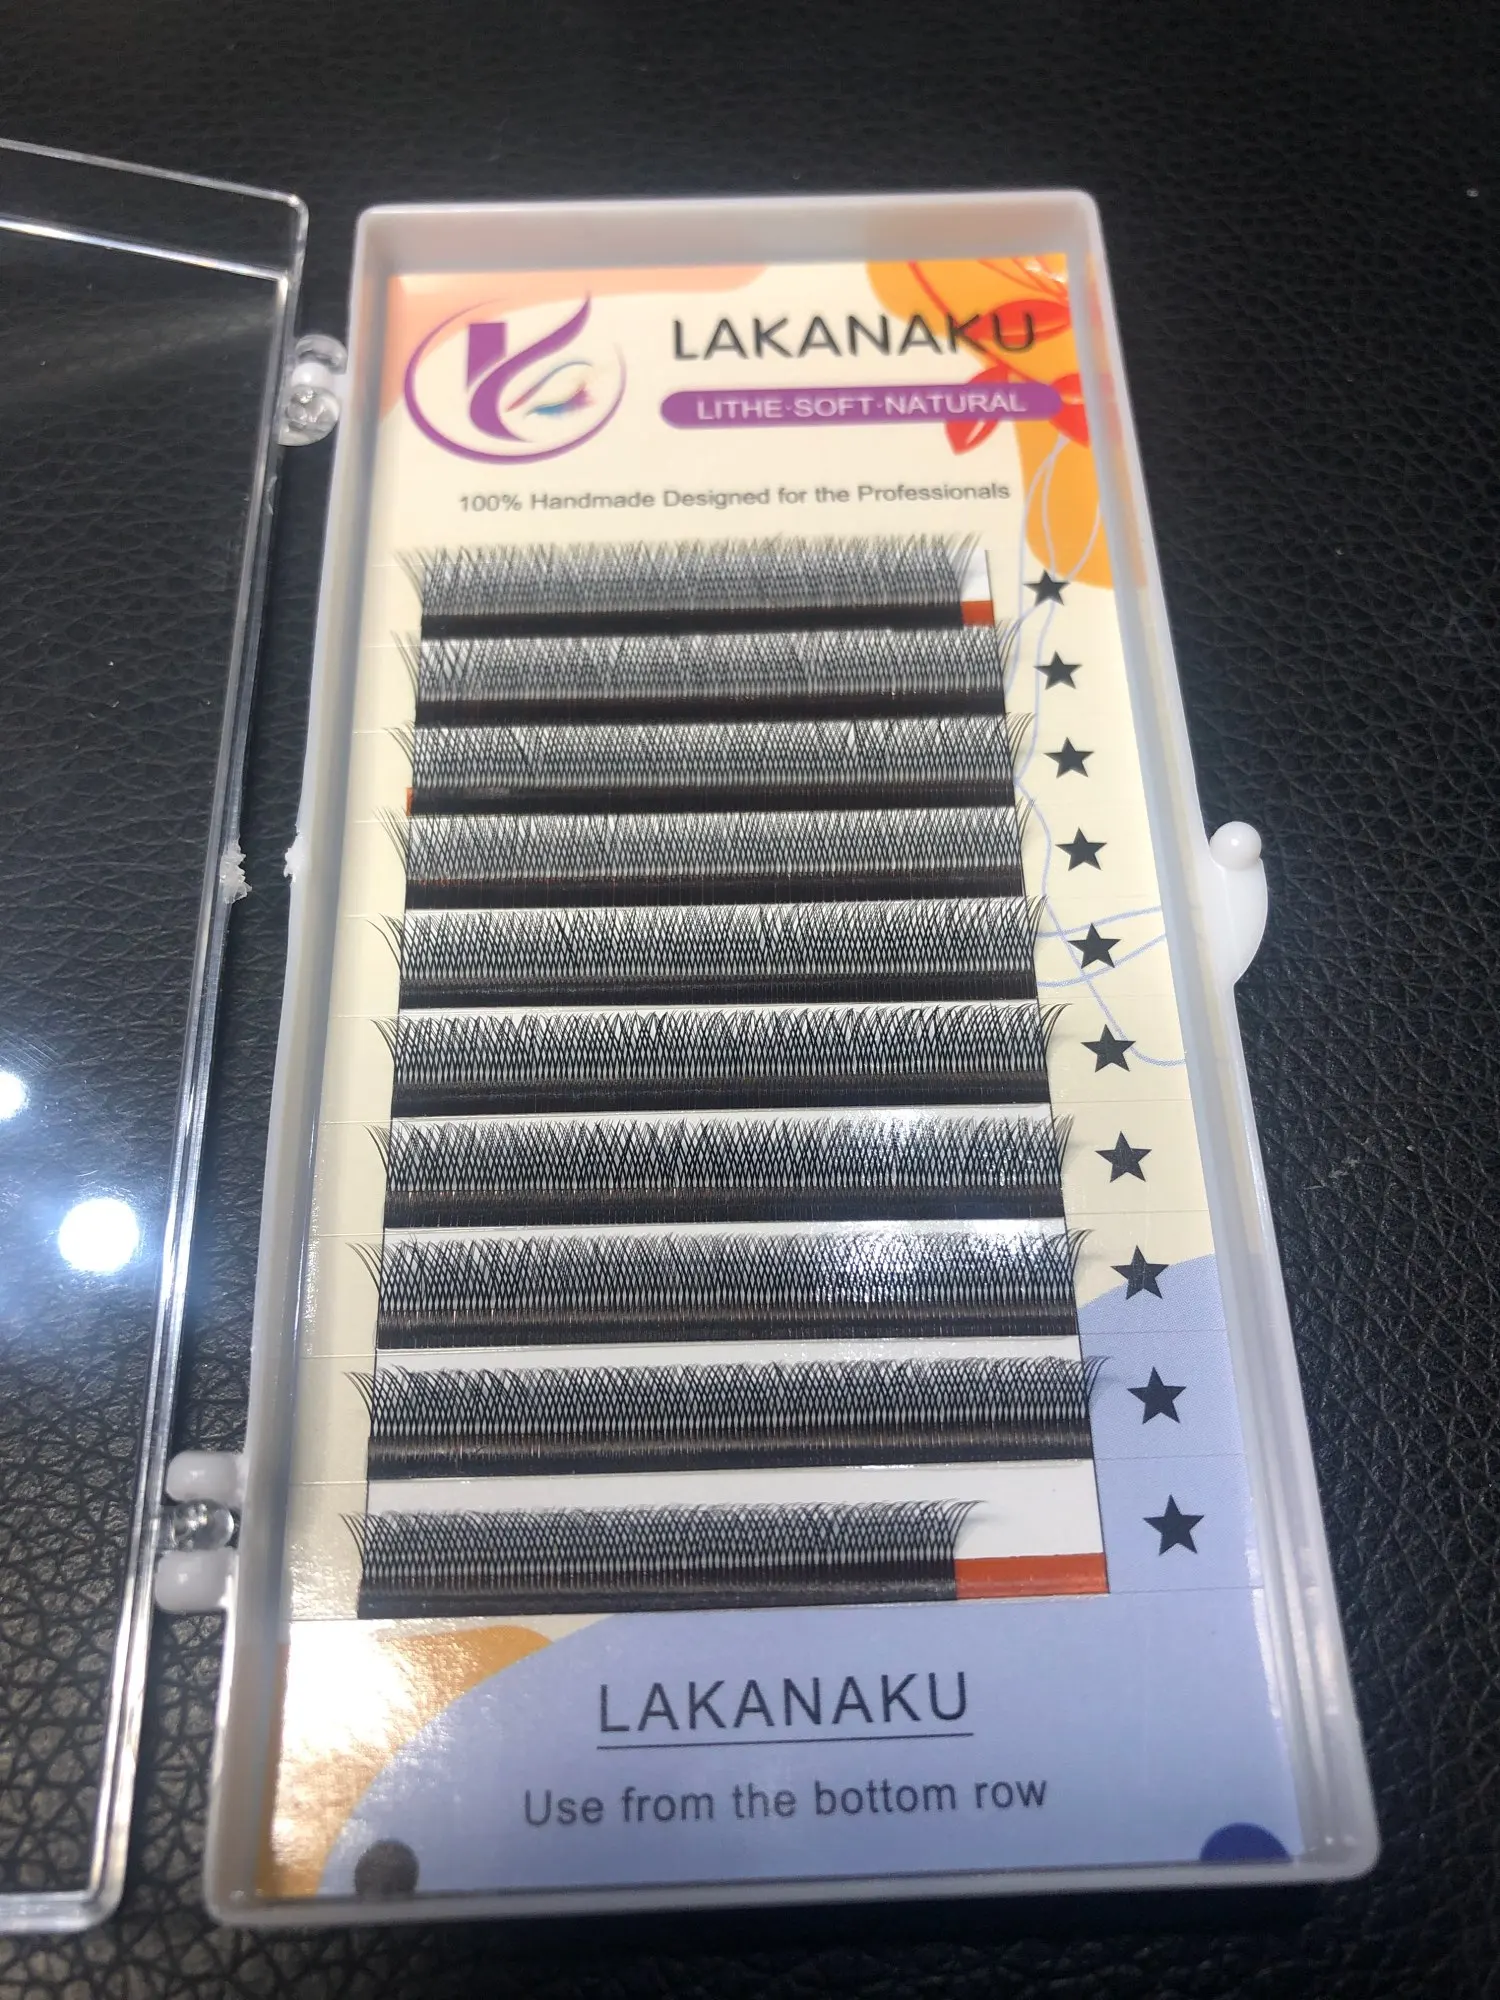 LAKANAKU
LITHE·SOFT·NATURAL
100% Handmade Designed for the Professionals
LAKANAKU
Use from the bottom row